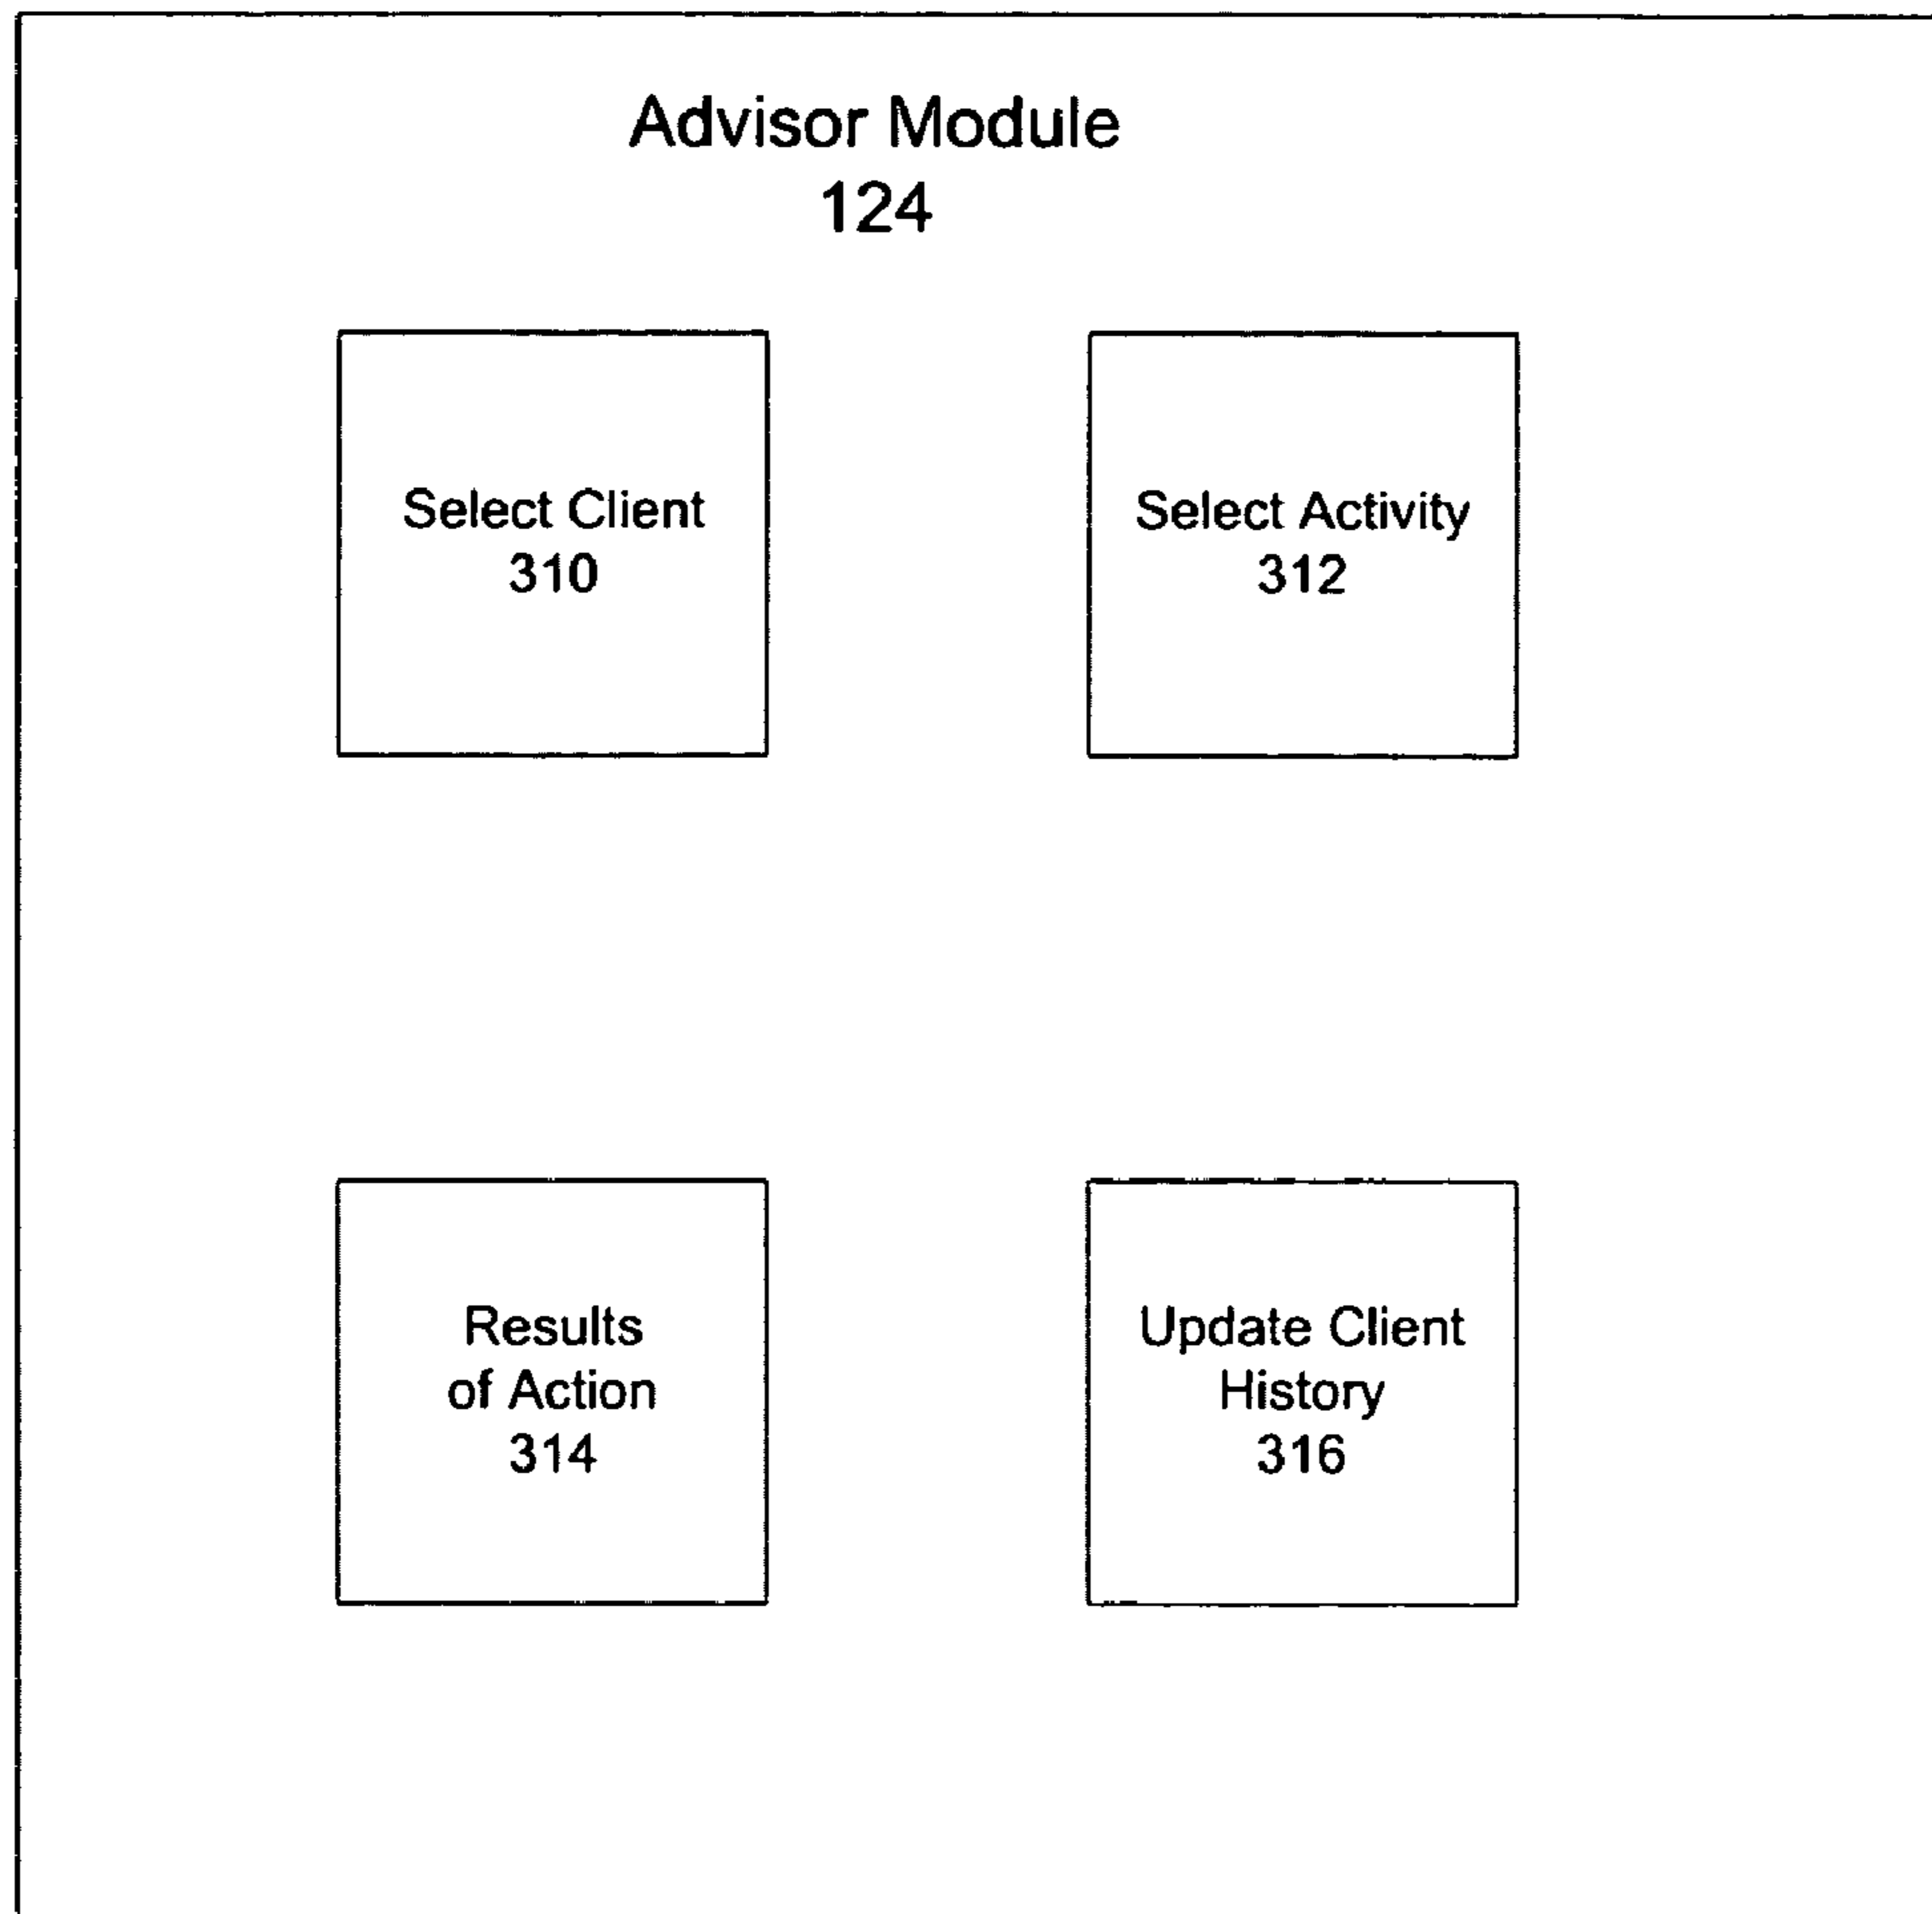 Advisor Module
124
Select Client
310
Select Activity
312
Results
of Action
314
Update Client
History
316